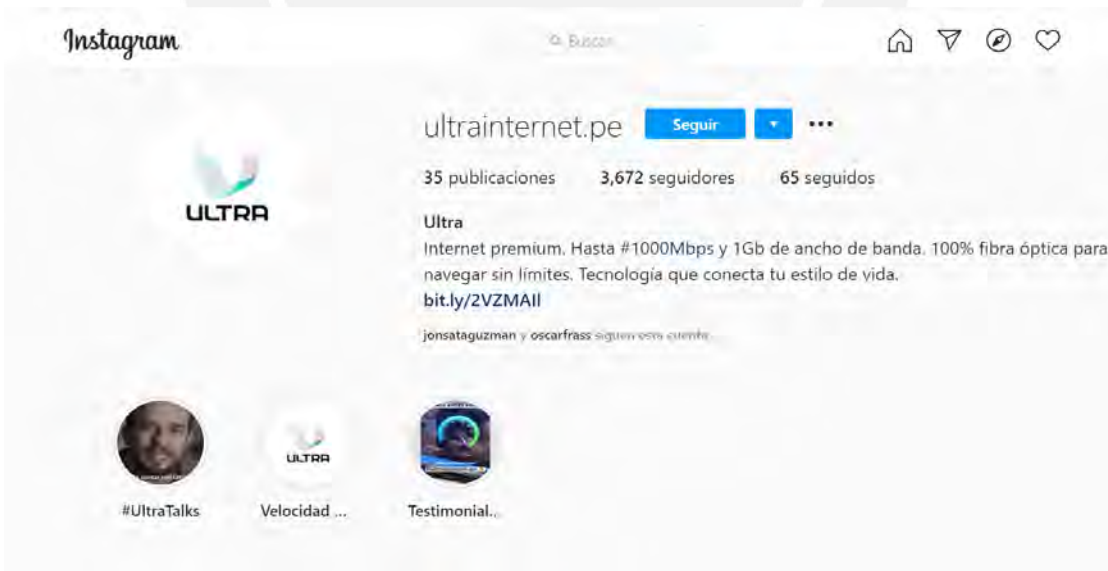 Instagram
Buscar
ultrainternet.pe Seguir
35 publicaciones 3,672 seguidores 65 seguidos
ULTRA
Ultra
Internet premium. Hasta #1000Mbps y 1Gb de ancho de banda. 100% fibra óptica para
navegar sin límites. Tecnología que conecta tu estilo de vida.
bit.ly/2VZMAIl
jonsataguzman y oscarfrass siguen esta cuenta
ULTRA
#UltraTalks Velocidad ... Testimonial...